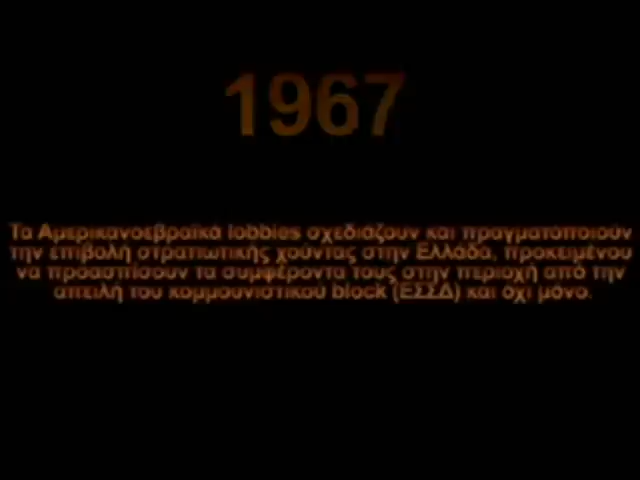 1967
Τα Αμερικανοεβραϊκά lobbies σχεδιάζουν και πραγματοποιούν
την επιβολή στρατιωτικής χούντας στην Ελλάδα, προκειμένου
να προασπίσουν τα συμφέροντα τους στην περιοχή από την
απειλή του κομμουνιστικού block (ΕΣΣΔ) και όχι μόνο.